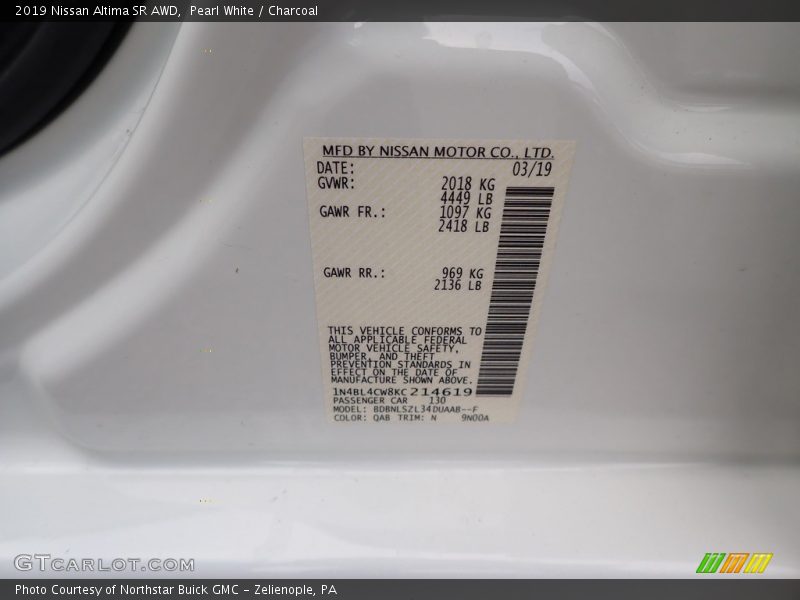 2019 Nissan Altima SR AWD, Pearl White / Charcoal
MFD BY NISSAN MOTOR CO., LTD.
DATE: 03/19
GVWR: 2018 KG
4449 LB
GAWR FR.: 1097 KG
2418 LB
GAWR RR.: 969 KG
2136 LB
THIS VEHICLE CONFORMS TO
ALL APPLICABLE FEDERAL
MOTOR VEHICLE SAFETY,
BUMPER, AND THEFT
PREVENTION STANDARDS IN
EFFECT ON THE DATE OF
MANUFACTURE SHOWN ABOVE.
1N4BL4CW8KC214619
PASSENGER CAR 130
MODEL: BDBNLSZL34DUAAB--F
COLOR: QAB TRIM: N 9N00A
GTCARLOT.COM
Photo Courtesy of Northstar Buick GMC - Zelienople, PA